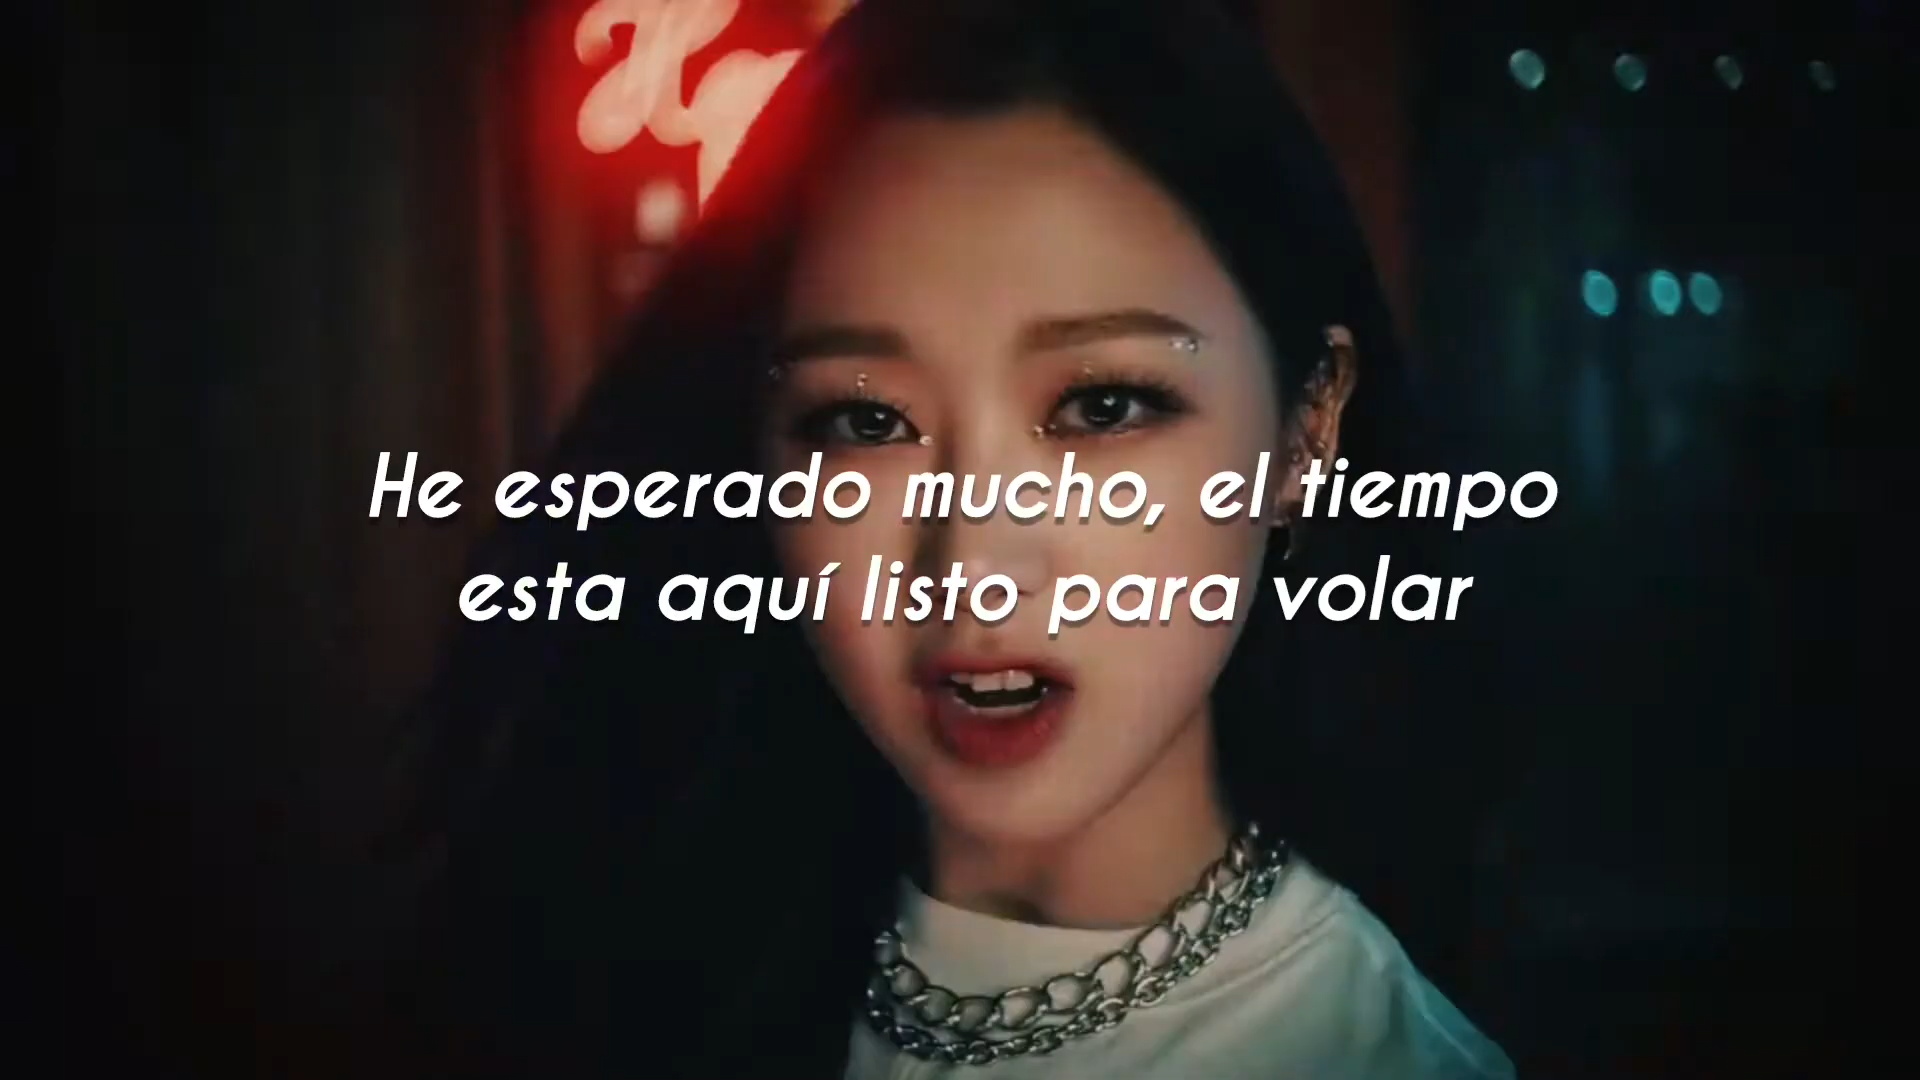 He esperado mucho, el tiempo
esta aquí listo para volar